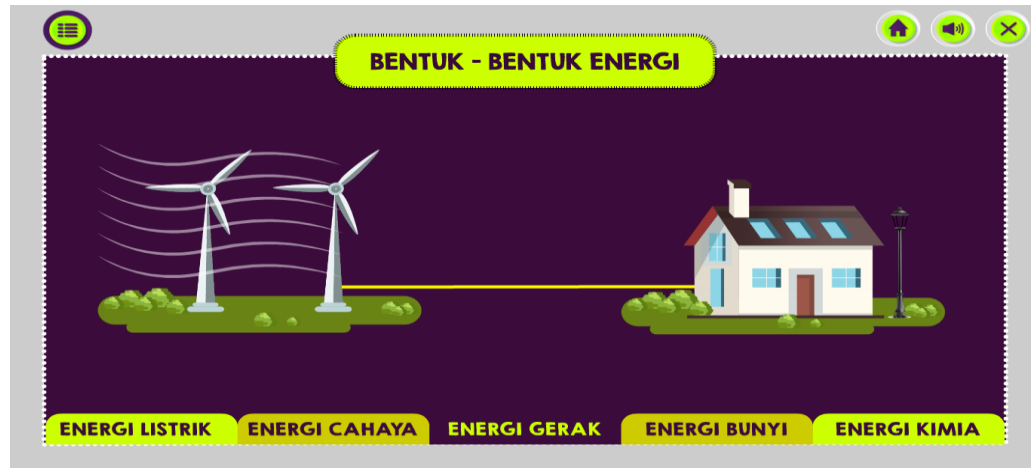 BENTUK - BENTUK ENERGI
ENERGI LISTRIK
ENERGI CAHAYA
ENERGI GERAK
ENERGI BUNYI
ENERGI KIMIA